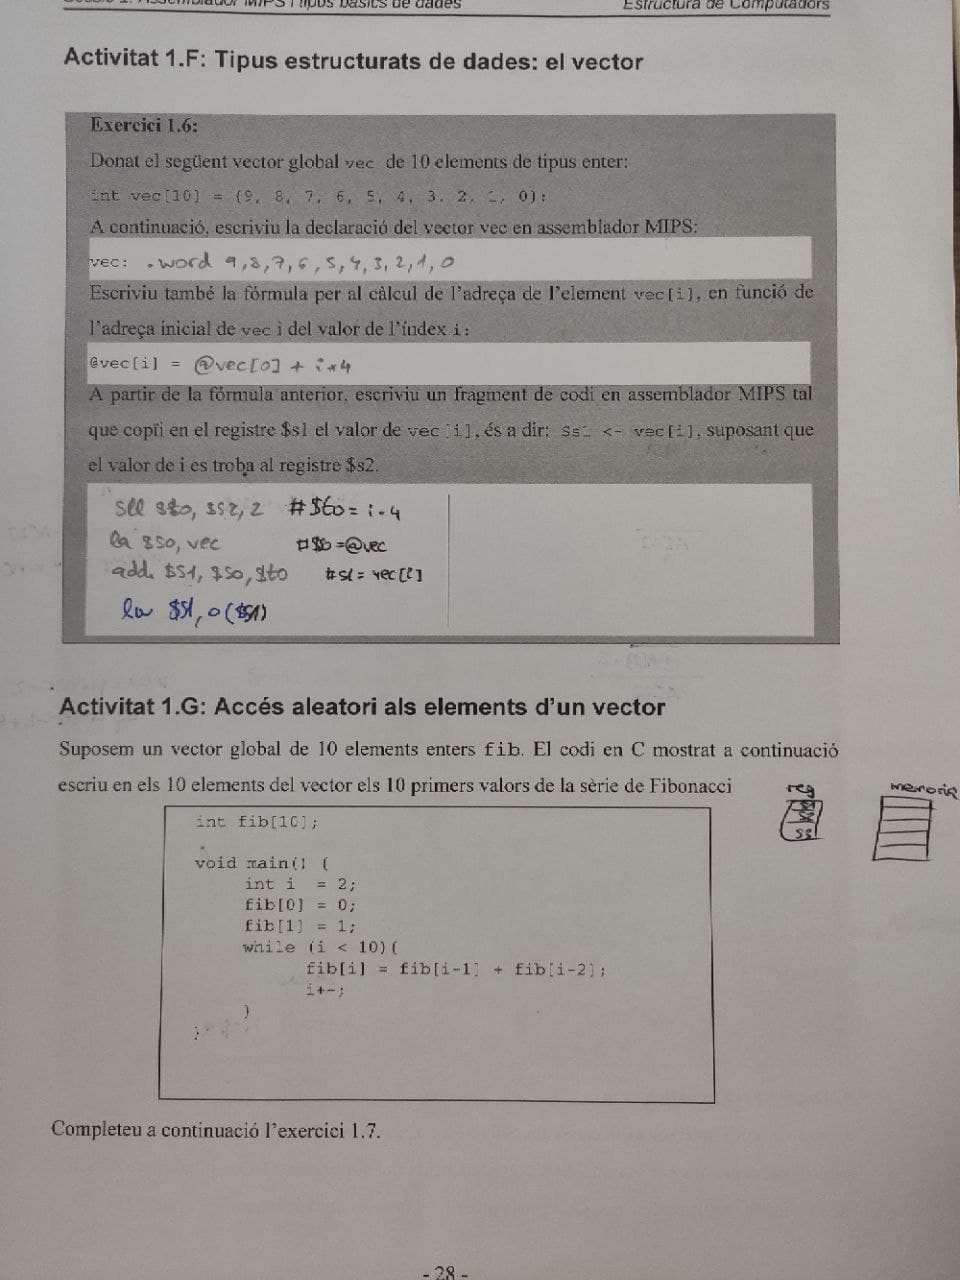 Assemblador MIPS i tipus bàsics de dades Estructura de Computadors
Activitat 1.F: Tipus estructurats de dades: el vector
Exercici 1.6:
Donat el següent vector global vec de 10 elements de tipus enter:
int vec[10] = {9, 8, 7, 6, 5, 4, 3, 2, 1, 0};
A continuació, escriviu la declaració del vector vec en assemblador MIPS:
vec: .word 9,8,7,6,5,4,3,2,1,0
Escriviu també la fórmula per al càlcul de l'adreça de l'element vec[i], en funció de
l'adreça inicial de vec i del valor de l'índex i:
@vec[i] = @vec[0] + i*4
A partir de la fórmula anterior, escriviu un fragment de codi en assemblador MIPS tal
que copïi en el registre $s1 el valor de vec[i], és a dir: $s1 <- vec[i], suposant que
el valor de i es troba al registre $s2.
sll $t0, $s2, 2 #$t0 = i·4
la $s0, vec #$s0 = @vec
add $s1, $s0, $t0 #s1 = vec[i]
lw $s1, 0($s1)
Activitat 1.G: Accés aleatori als elements d'un vector
Suposem un vector global de 10 elements enters fib. El codi en C mostrat a continuació
escriu en els 10 elements del vector els 10 primers valors de la sèrie de Fibonacci
reg memoria
int fib[10];
void main() {
int i = 2;
fib[0] = 0;
fib[1] = 1;
while (i < 10){
fib[i] = fib[i-1] + fib[i-2];
i++;
}
}
Completeu a continuació l'exercici 1.7.
- 28 -